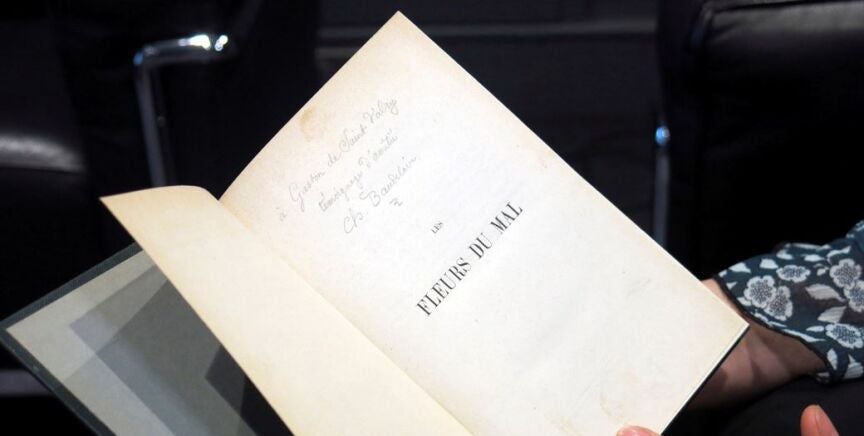 à Gaston de Saint Valry
témoignage d'amitié
Ch Baudelaire
LES
FLEURS DU MAL